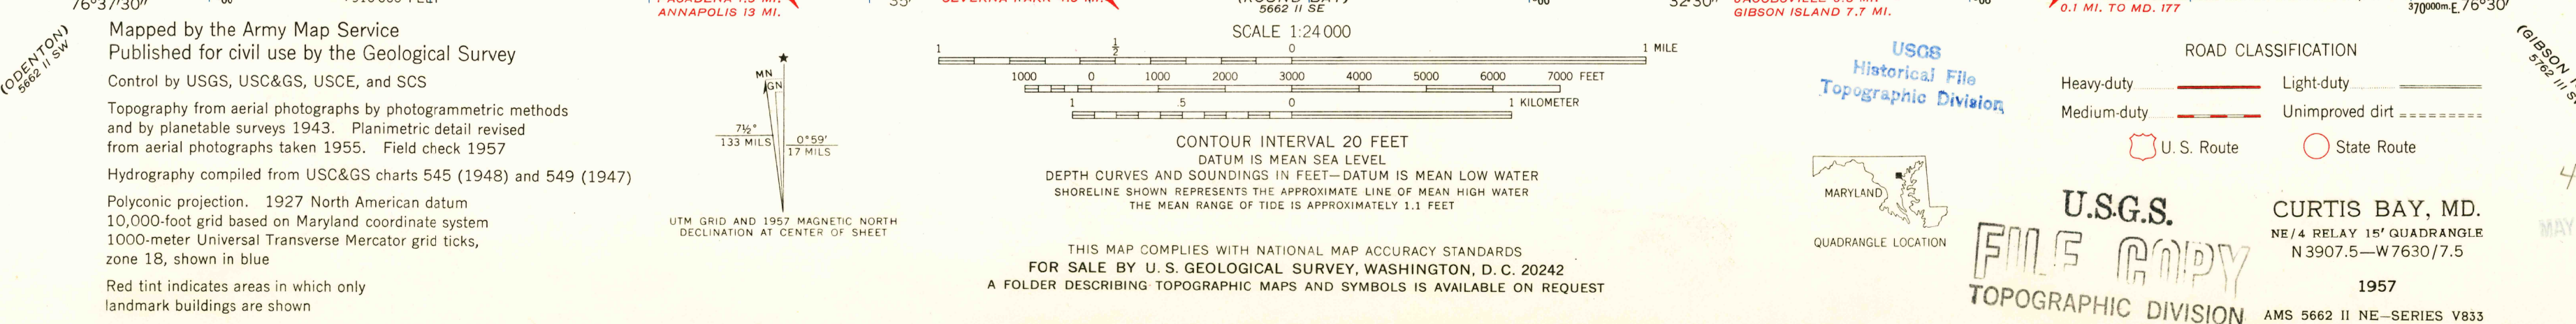 76°37'30"
ANNAPOLIS 13 MI.
35'
5662 II SE
32'30"
GIBSON ISLAND 7.7 MI.
0.1 MI. TO MD. 177
370000m.E.
76°30'
(ODENTON)
5662 II SW
Mapped by the Army Map Service
Published for civil use by the Geological Survey
Control by USGS, USC&GS, USCE, and SCS
Topography from aerial photographs by photogrammetric methods
and by planetable surveys 1943. Planimetric detail revised
from aerial photographs taken 1955. Field check 1957
Hydrography compiled from USC&GS charts 545 (1948) and 549 (1947)
Polyconic projection. 1927 North American datum
10,000-foot grid based on Maryland coordinate system
1000-meter Universal Transverse Mercator grid ticks,
zone 18, shown in blue
Red tint indicates areas in which only
landmark buildings are shown
MN
GN
7½°
133 MILS
0°59'
17 MILS
UTM GRID AND 1957 MAGNETIC NORTH
DECLINATION AT CENTER OF SHEET
SCALE 1:24000
1 ½ 0 1 MILE
1000 0 1000 2000 3000 4000 5000 6000 7000 FEET
1 .5 0 1 KILOMETER
CONTOUR INTERVAL 20 FEET
DATUM IS MEAN SEA LEVEL
DEPTH CURVES AND SOUNDINGS IN FEET—DATUM IS MEAN LOW WATER
SHORELINE SHOWN REPRESENTS THE APPROXIMATE LINE OF MEAN HIGH WATER
THE MEAN RANGE OF TIDE IS APPROXIMATELY 1.1 FEET
THIS MAP COMPLIES WITH NATIONAL MAP ACCURACY STANDARDS
FOR SALE BY U. S. GEOLOGICAL SURVEY, WASHINGTON, D. C. 20242
A FOLDER DESCRIBING TOPOGRAPHIC MAPS AND SYMBOLS IS AVAILABLE ON REQUEST
USGS
Historical File
Topographic Division
MARYLAND
QUADRANGLE LOCATION
ROAD CLASSIFICATION
Heavy-duty Light-duty
Medium-duty Unimproved dirt
U. S. Route State Route
U.S.G.S.
FILE COPY
TOPOGRAPHIC DIVISION
CURTIS BAY, MD.
NE/4 RELAY 15' QUADRANGLE
N3907.5—W7630/7.5
1957
AMS 5662 II NE—SERIES V833